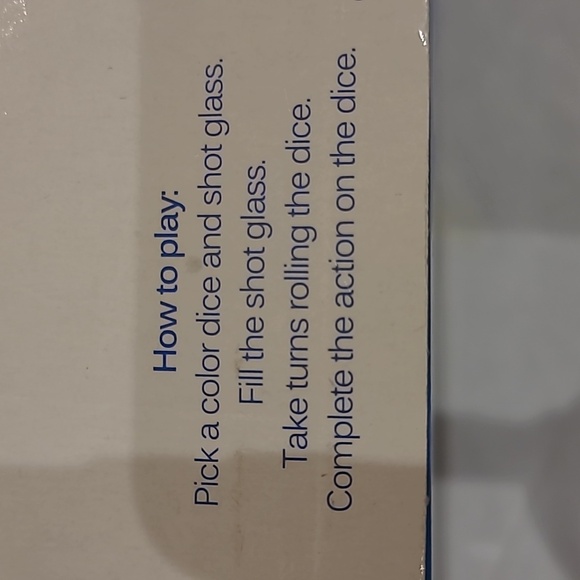 How to play:
Pick a color dice and shot glass.
Fill the shot glass.
Take turns rolling the dice.
Complete the action on the dice.